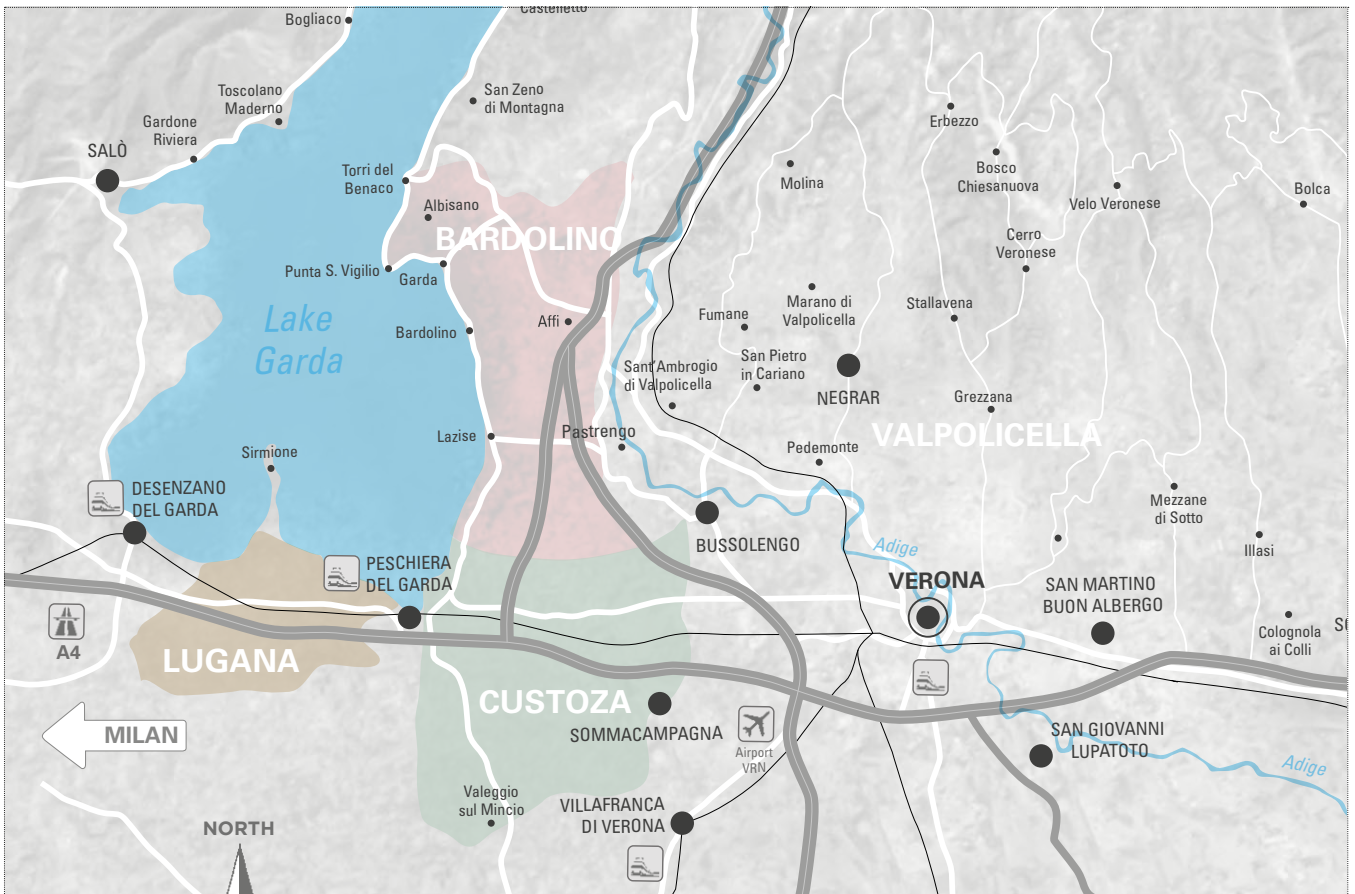 Castelletto
Bogliaco
San Zeno
di Montagna
Toscolano
Maderno
Gardone
Riviera
SALÒ
Erbezzo
Bosco
Chiesanuova
Molina
Velo Veronese
Bolca
Torri del
Benaco
Albisano
BARDOLINO
Cerro
Veronese
Punta S. Vigilio
Garda
Lake
Garda
Bardolino
Affi
Fumane
Marano di
Valpolicella
Stallavena
Sant'Ambrogio
di Valpolicella
San Pietro
in Cariano
NEGRAR
Grezzana
VALPOLICELLA
Lazise
Pastrengo
Pedemonte
Sirmione
DESENZANO
DEL GARDA
Mezzane
di Sotto
BUSSOLENGO
Adige
Illasi
PESCHIERA
DEL GARDA
VERONA
SAN MARTINO
BUON ALBERGO
Colognola
ai Colli
A4
LUGANA
CUSTOZA
SOMMACAMPAGNA
MILAN
Airport
VRN
SAN GIOVANNI
LUPATOTO
Adige
Valeggio
sul Mincio
VILLAFRANCA
DI VERONA
NORTH